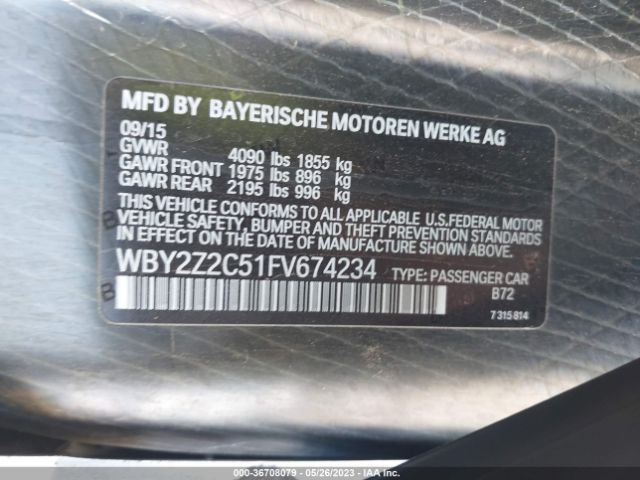 MFD BY BAYERISCHE MOTOREN WERKE AG
09/15
GVWR 4090 lbs 1855 kg
GAWR FRONT 1975 lbs 896 kg
GAWR REAR 2195 lbs 996 kg
THIS VEHICLE CONFORMS TO ALL APPLICABLE U.S.FEDERAL MOTOR
VEHICLE SAFETY, BUMPER AND THEFT PREVENTION STANDARDS
IN EFFECT ON THE DATE OF MANUFACTURE SHOWN ABOVE.
WBY2Z2C51FV674234 TYPE: PASSENGER CAR
B72
7 315 814
000-36708079 - 05/26/2023 - IAA Inc.